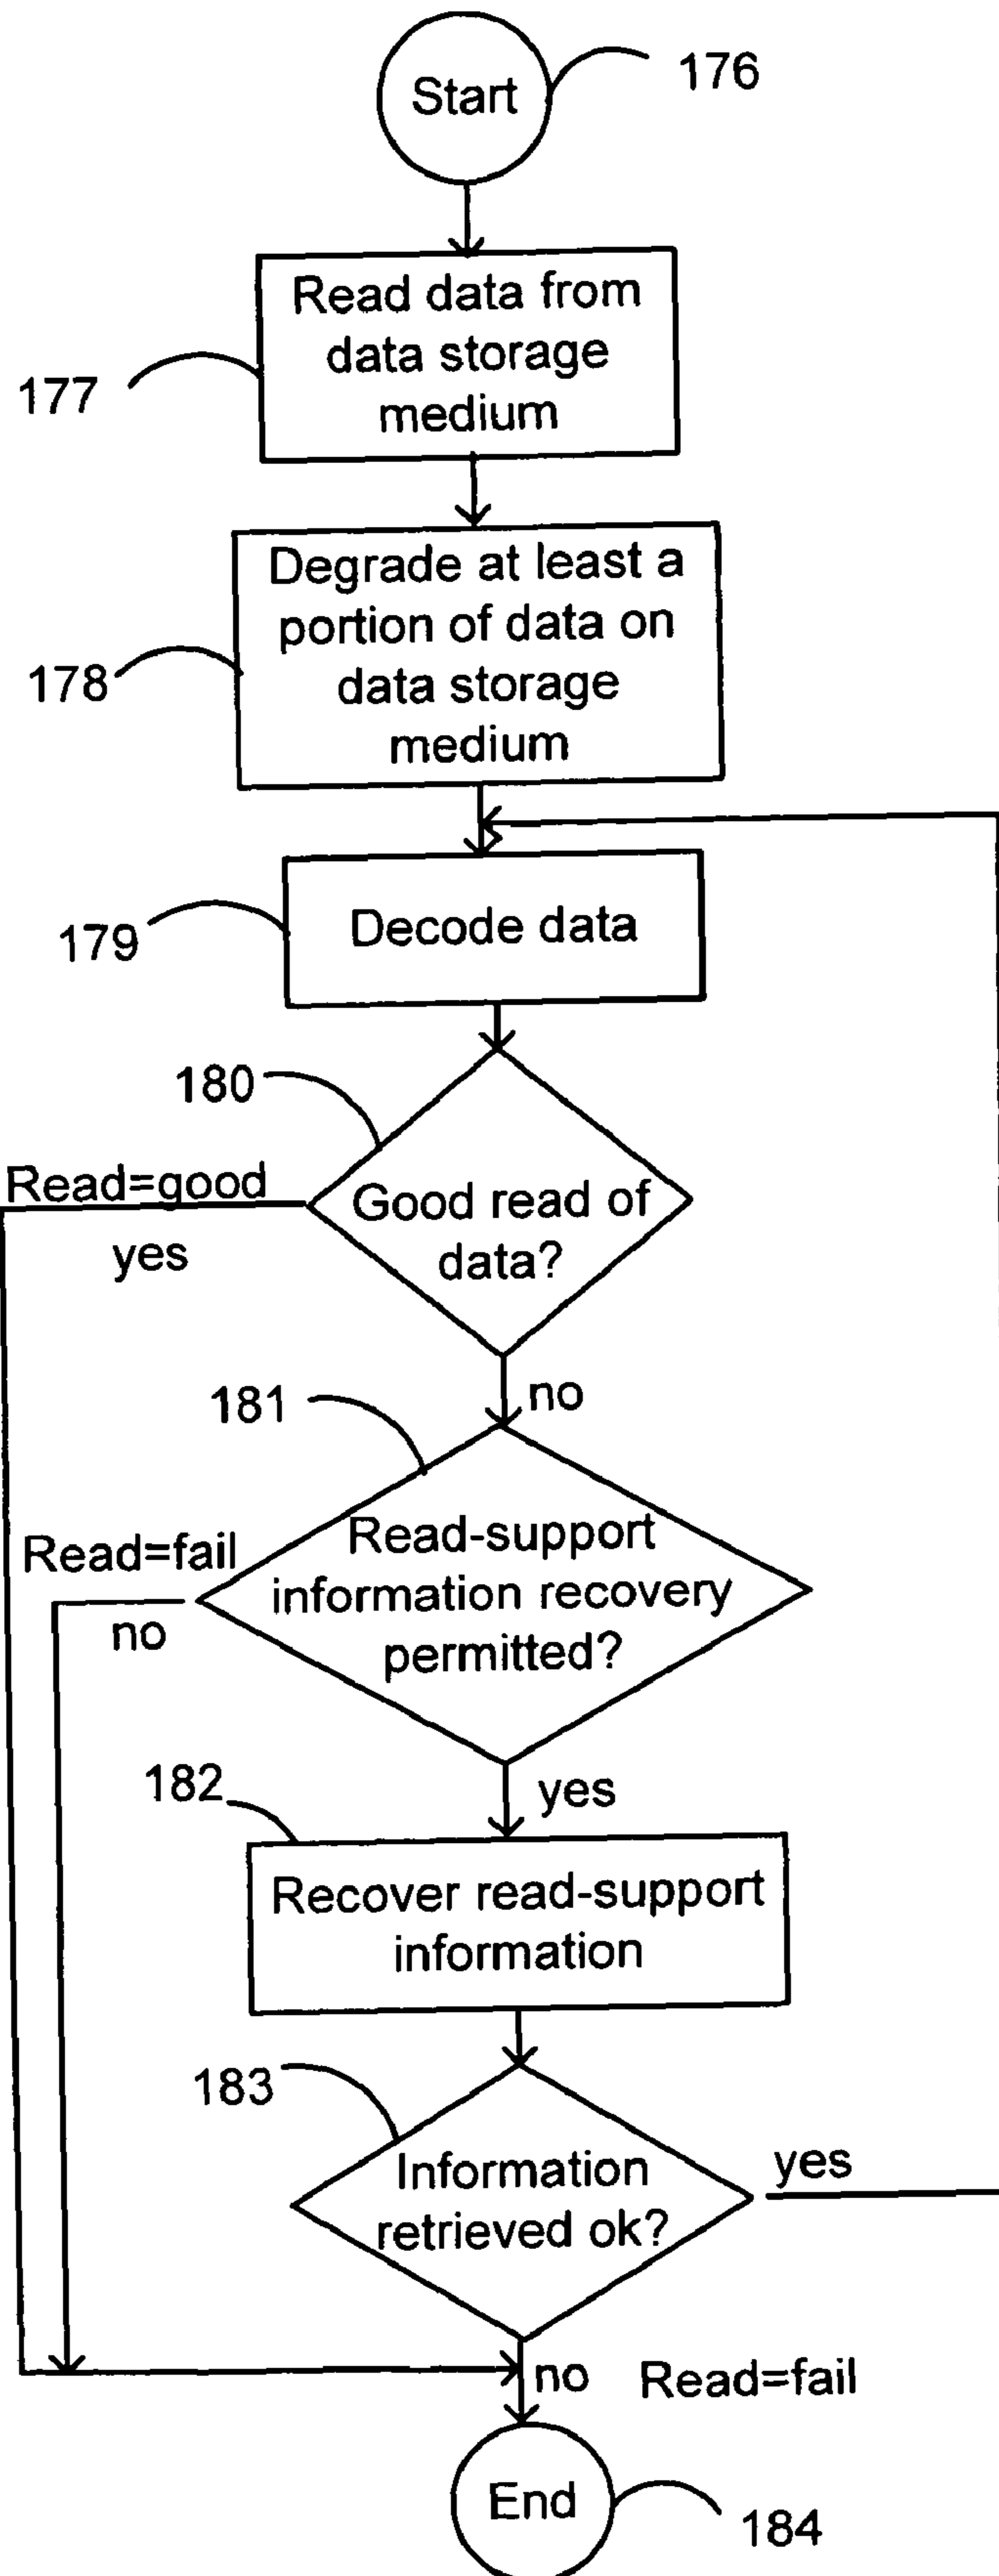 Start
176
Read data from
data storage
medium
177
Degrade at least a
portion of data on
data storage
medium
178
Decode data
179
180
Read=good
yes
Good read of
data?
no
181
Read=fail
no
Read-support
information recovery
permitted?
yes
182
Recover read-support
information
183
Information
retrieved ok?
yes
no
Read=fail
End
184